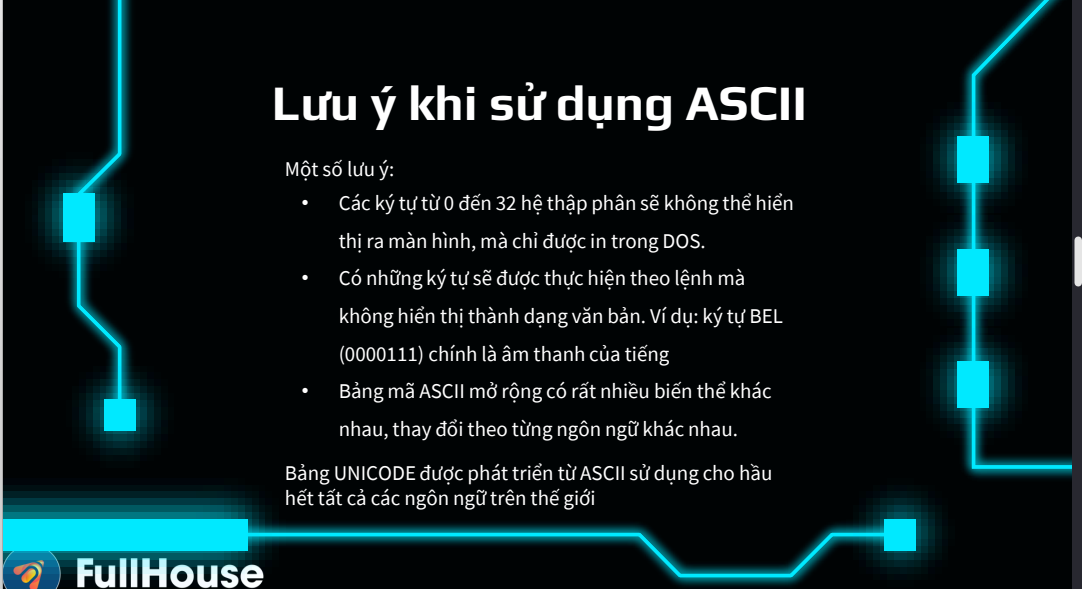 Lưu ý khi sử dụng ASCII
Một số lưu ý:
• Các ký tự từ 0 đến 32 hệ thập phân sẽ không thể hiển
thị ra màn hình, mà chỉ được in trong DOS.
• Có những ký tự sẽ được thực hiện theo lệnh mà
không hiển thị thành dạng văn bản. Ví dụ: ký tự BEL
(0000111) chính là âm thanh của tiếng
• Bảng mã ASCII mở rộng có rất nhiều biến thể khác
nhau, thay đổi theo từng ngôn ngữ khác nhau.
Bảng UNICODE được phát triển từ ASCII sử dụng cho hầu
hết tất cả các ngôn ngữ trên thế giới
FullHouse